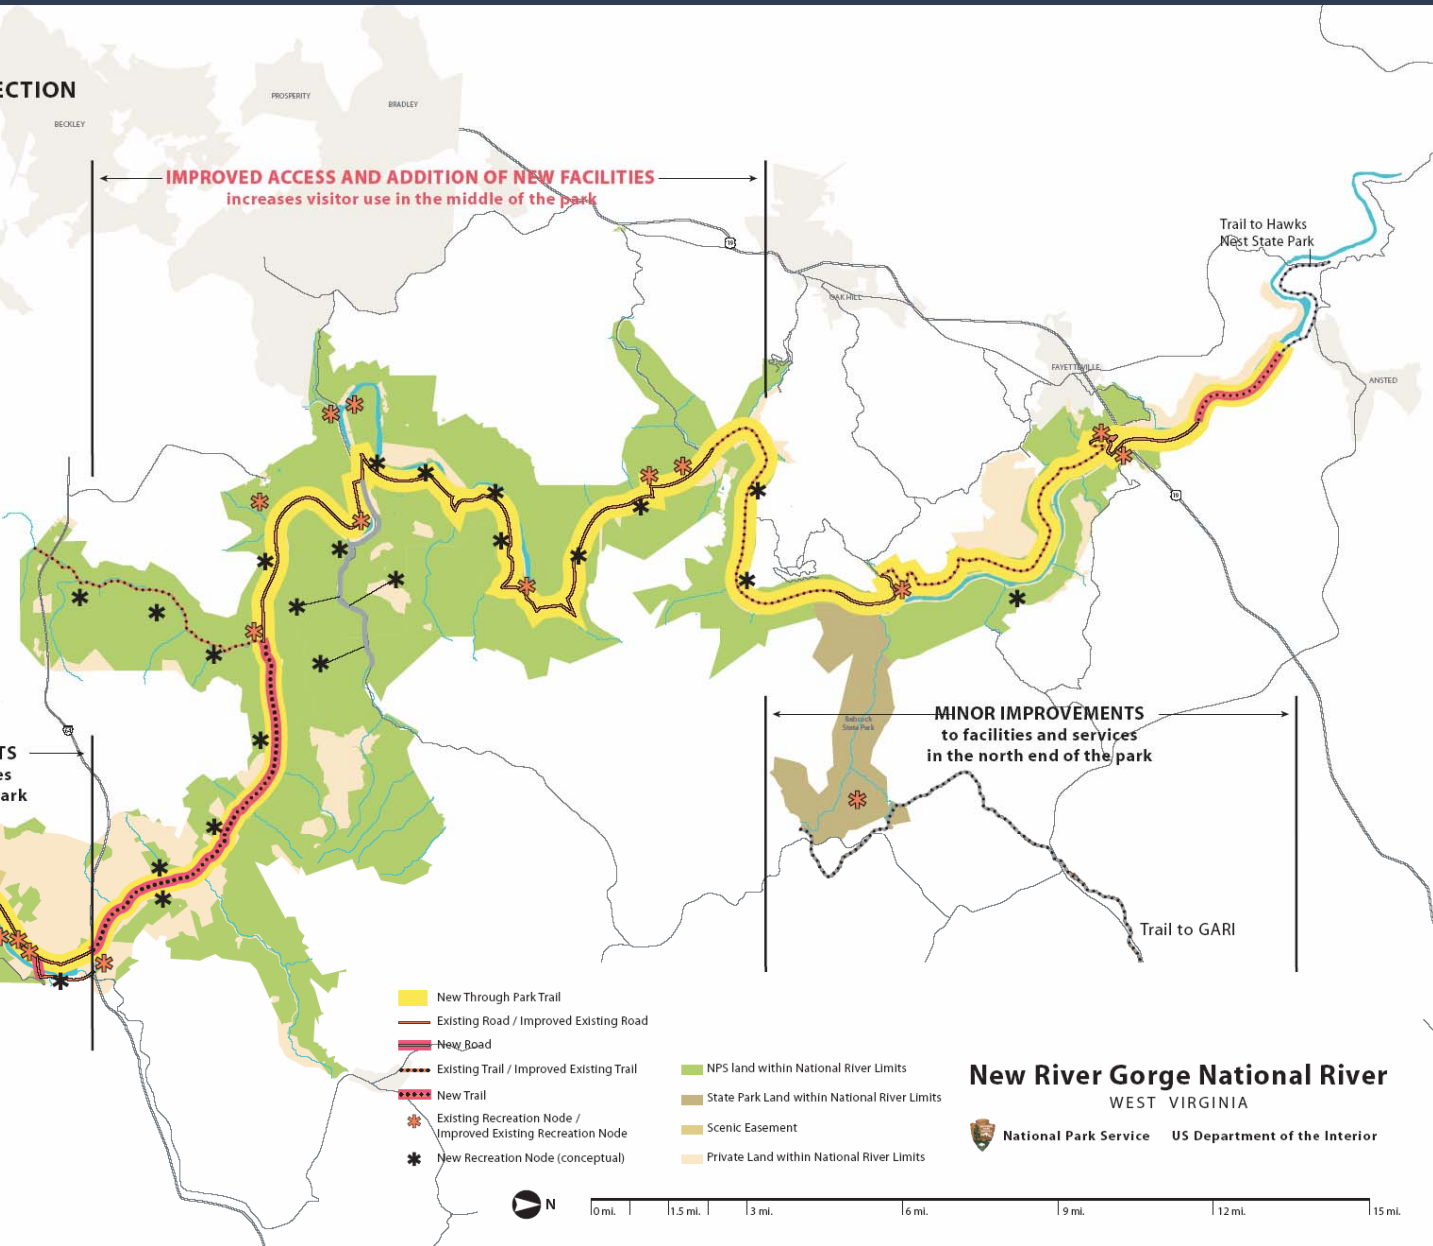 ECTION
PROSPERITY
BRADLEY
BECKLEY
IMPROVED ACCESS AND ADDITION OF NEW FACILITIES
increases visitor use in the middle of the park
19
Trail to Hawks
Nest State Park
OAK HILL
FAYETTEVILLE
ANSTED
19
64
TS
es
ark
Babcock
State Park
MINOR IMPROVEMENTS
to facilities and services
in the north end of the park
Trail to GARI
New Through Park Trail
Existing Road / Improved Existing Road
New Road
Existing Trail / Improved Existing Trail
New Trail
Existing Recreation Node /
Improved Existing Recreation Node
New Recreation Node (conceptual)
NPS land within National River Limits
State Park Land within National River Limits
Scenic Easement
Private Land within National River Limits
New River Gorge National River
WEST VIRGINIA
National Park Service US Department of the Interior
N
0 mi. 1.5 mi. 3 mi. 6 mi. 9 mi. 12 mi. 15 mi.